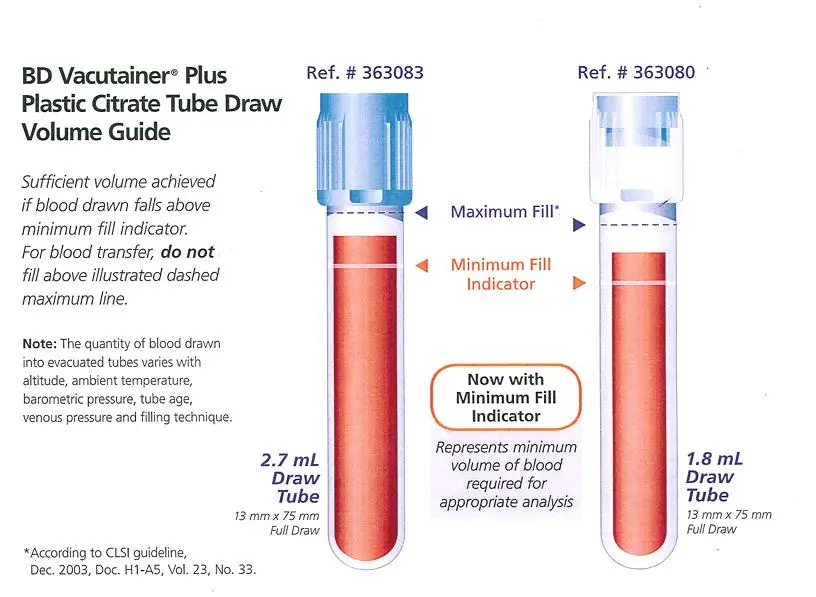 BD Vacutainer® Plus
Plastic Citrate Tube Draw
Volume Guide
Sufficient volume achieved
if blood drawn falls above
minimum fill indicator.
For blood transfer, do not
fill above illustrated dashed
maximum line.
Note: The quantity of blood drawn
into evacuated tubes varies with
altitude, ambient temperature,
barometric pressure, tube age,
venous pressure and filling technique.
Ref. # 363083
Ref. # 363080
Maximum Fill*
Minimum Fill
Indicator
Now with
Minimum Fill
Indicator
Represents minimum
volume of blood
required for
appropriate analysis
2.7 mL
Draw
Tube
13 mm x 75 mm
Full Draw
1.8 mL
Draw
Tube
13 mm x 75 mm
Full Draw
*According to CLSI guideline,
Dec. 2003, Doc. H1-A5, Vol. 23, No. 33.